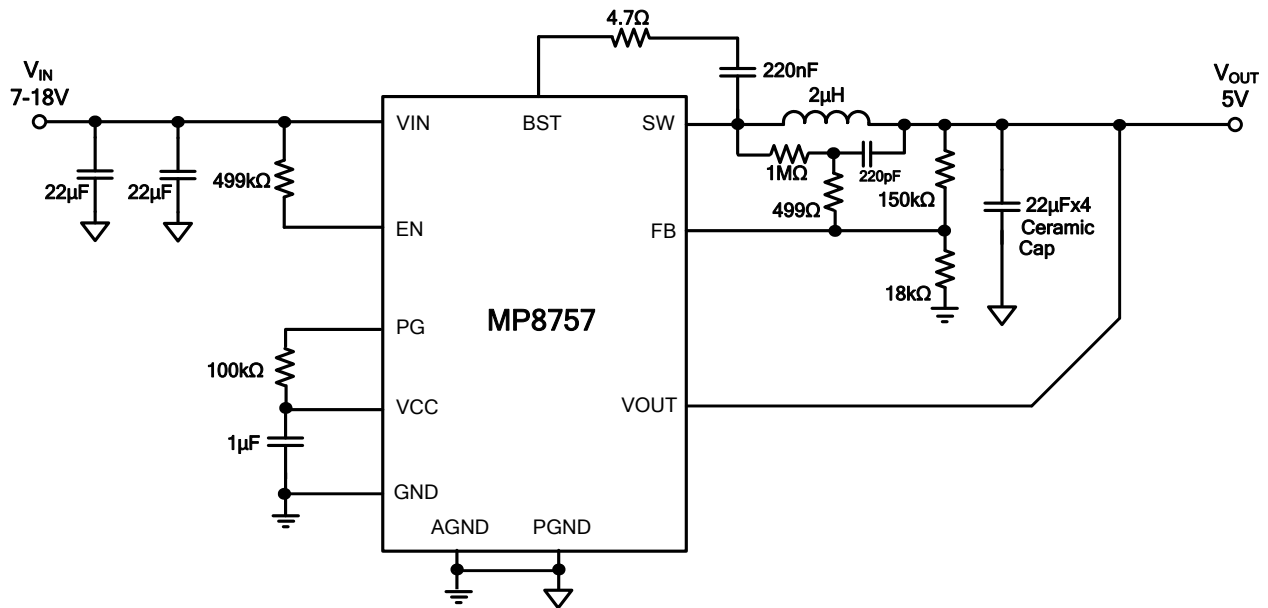 4.7Ω
V_IN
7-18V
220nF
2µH
V_OUT
5V
VIN
BST
SW
22µF
22µF
499kΩ
1MΩ
220pF
499Ω
150kΩ
22µFx4
Ceramic
Cap
EN
FB
18kΩ
PG
MP8757
100kΩ
VCC
VOUT
1µF
GND
AGND
PGND